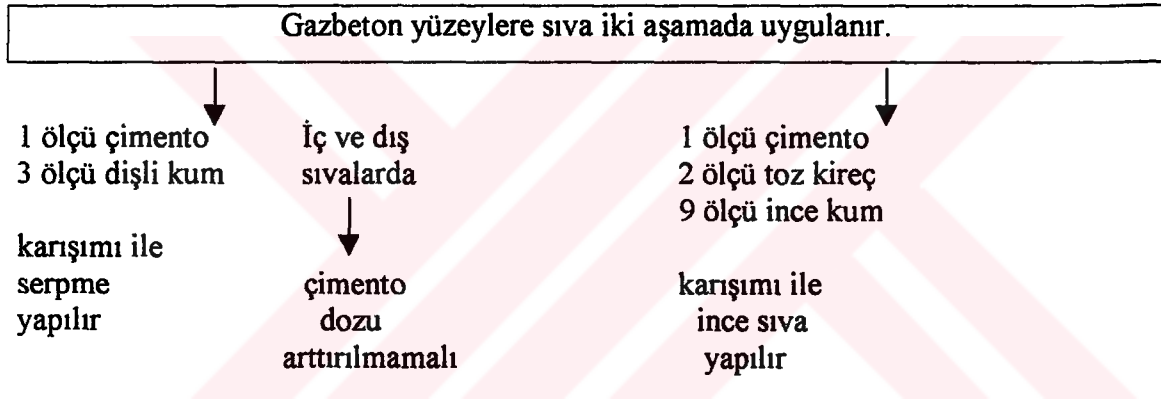 Gazbeton yüzeylere sıva iki aşamada uygulanır.
1 ölçü çimento
3 ölçü dişli kum
karışımı ile
serpme
yapılır
İç ve dış
sıvalarda
çimento
dozu
arttırılmamalı
1 ölçü çimento
2 ölçü toz kireç
9 ölçü ince kum
karışımı ile
ince sıva
yapılır